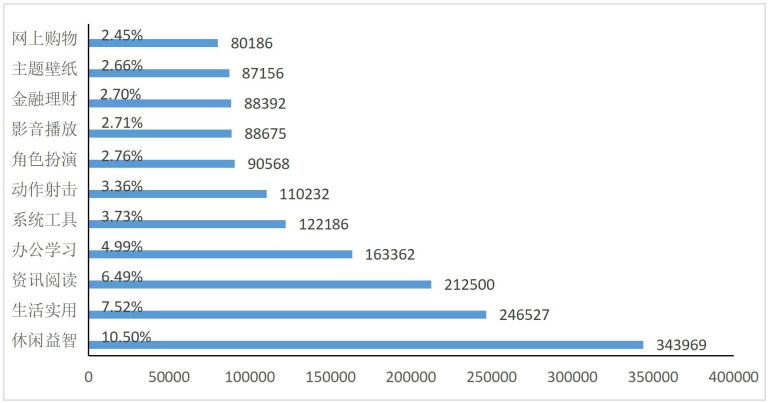 网上购物 2.45% 80186
主题壁纸 2.66% 87156
金融理财 2.70% 88392
影音播放 2.71% 88675
角色扮演 2.76% 90568
动作射击 3.36% 110232
系统工具 3.73% 122186
办公学习 4.99% 163362
资讯阅读 6.49% 212500
生活实用 7.52% 246527
休闲益智 10.50% 343969
0 50000 100000 150000 200000 250000 300000 350000 400000